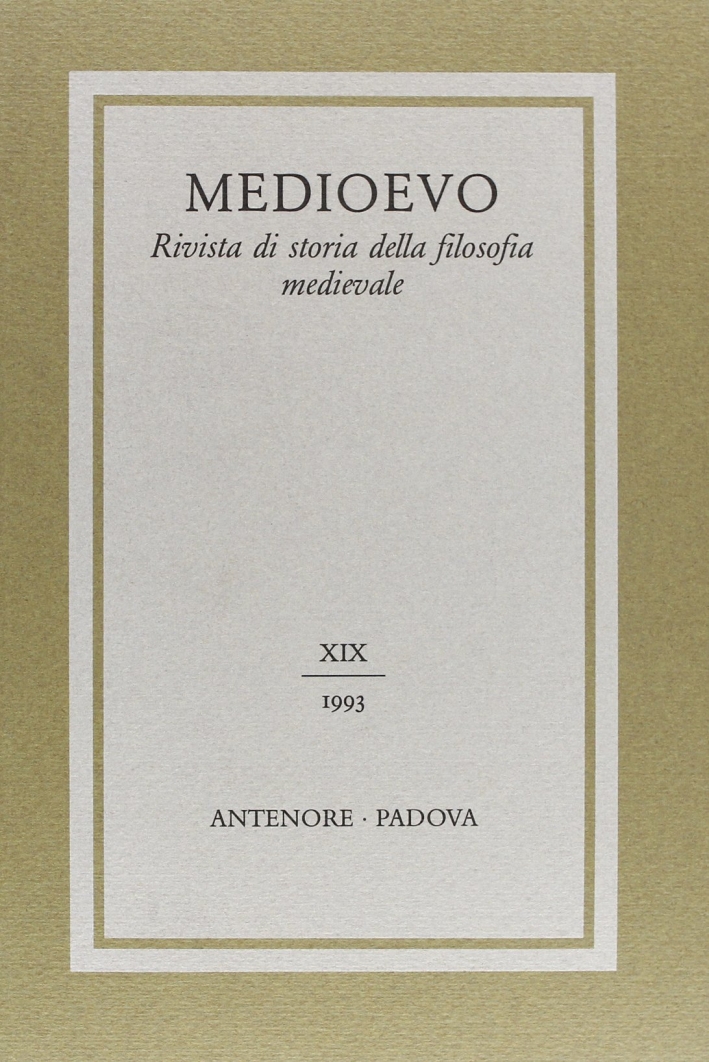 MEDIOEVO
Rivista di storia della filosofia
medievale
XIX
1993
ANTENORE · PADOVA